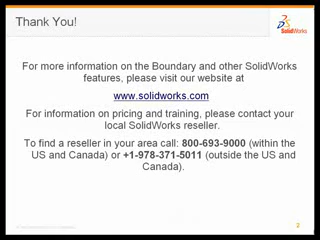 Thank You!
SolidWorks
For more information on the Boundary and other SolidWorks
features, please visit our website at
www.solidworks.com
For information on pricing and training, please contact your
local SolidWorks reseller.
To find a reseller in your area call: 800-693-9000 (within the
US and Canada) or +1-978-371-5011 (outside the US and
Canada).
2